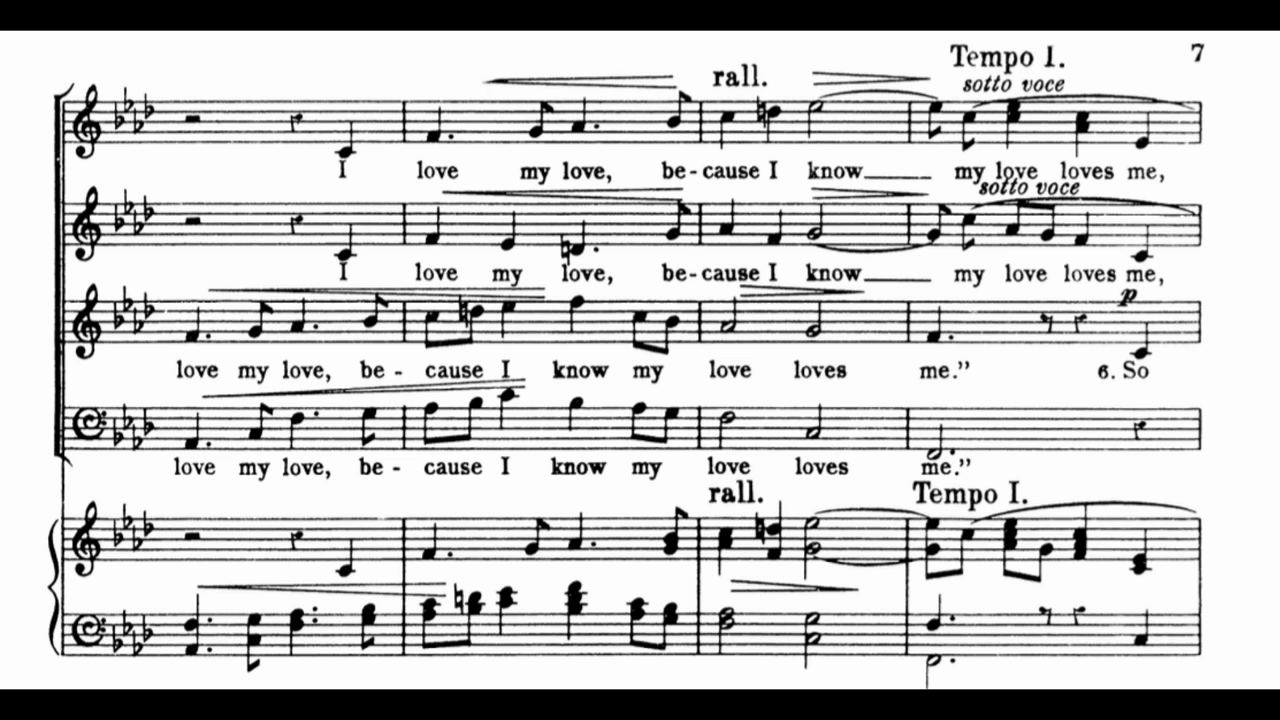 Tempo I. 7
rall. sotto voce
I love my love, be-cause I know my love loves me,
sotto voce
I love my love, be-cause I know my love loves me,
p
love my love, be- cause I know my love loves me.” 6. So
love my love, be- cause I know my love loves me.”
rall. Tempo I.